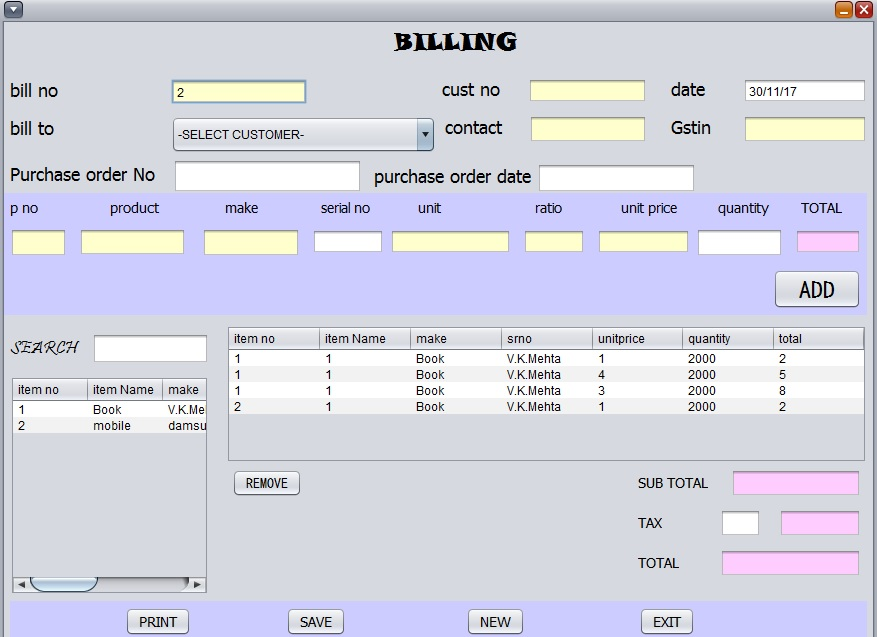 BILLING
bill no 2 cust no date 30/11/17
bill to -SELECT CUSTOMER- contact Gstin
Purchase order No purchase order date
p no product make serial no unit ratio unit price quantity TOTAL
ADD
SEARCH
item no item Name make
1 Book V.K.Me
2 mobile damsu
item no item Name make srno unitprice quantity total
1 1 Book V.K.Mehta 1 2000 2
1 1 Book V.K.Mehta 4 2000 5
1 1 Book V.K.Mehta 3 2000 8
2 1 Book V.K.Mehta 1 2000 2
REMOVE
SUB TOTAL
TAX
TOTAL
PRINT SAVE NEW EXIT